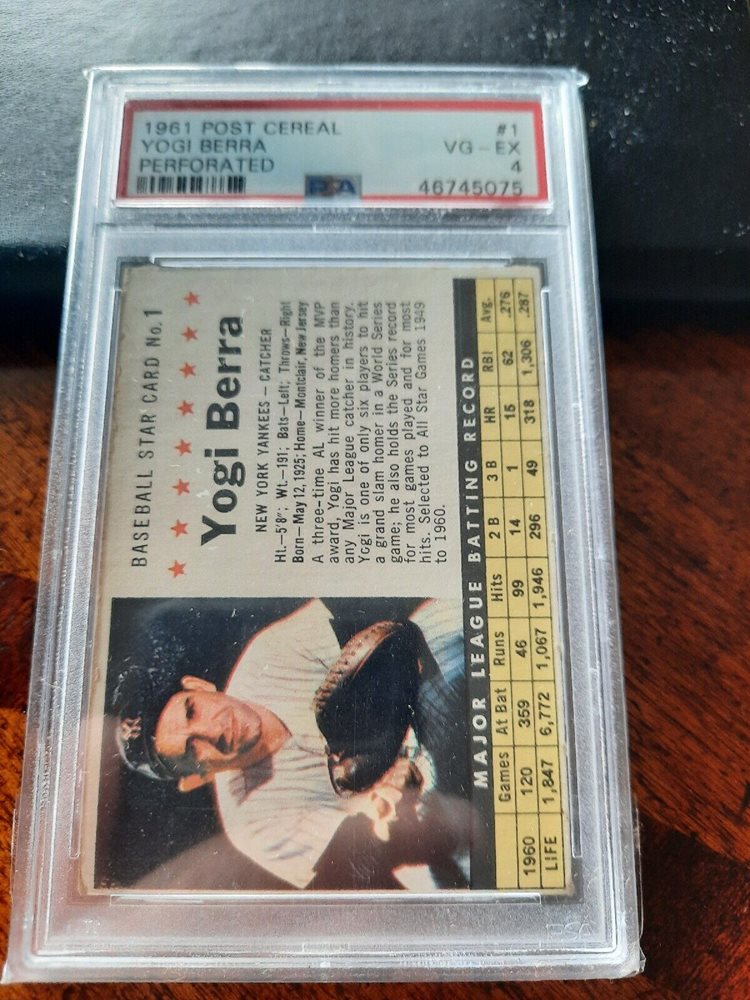 1961 POST CEREAL #1
YOGI BERRA VG - EX
PERFORATED 4
PSA 46745075
BASEBALL STAR CARD No. 1
Yogi Berra
NEW YORK YANKEES — CATCHER
Ht.—5'8"; Wt.—191; Bats—Left; Throws—Right
Born—May 12, 1925; Home—Montclair, New Jersey
A three-time AL winner of the MVP
award, Yogi has hit more homers than
any Major League catcher in history.
Yogi is one of only six players to hit
a grand slam homer in a World Series
game; he also holds the Series record
for most games played and for most
hits. Selected to All Star Games 1949
to 1960.
MAJOR LEAGUE BATTING RECORD
Games At Bat Runs Hits 2 B 3 B HR RBI Avg.
1960 120 359 46 99 14 1 15 62 .276
LIFE 1,847 6,772 1,067 1,946 296 49 318 1,306 .287
PSA